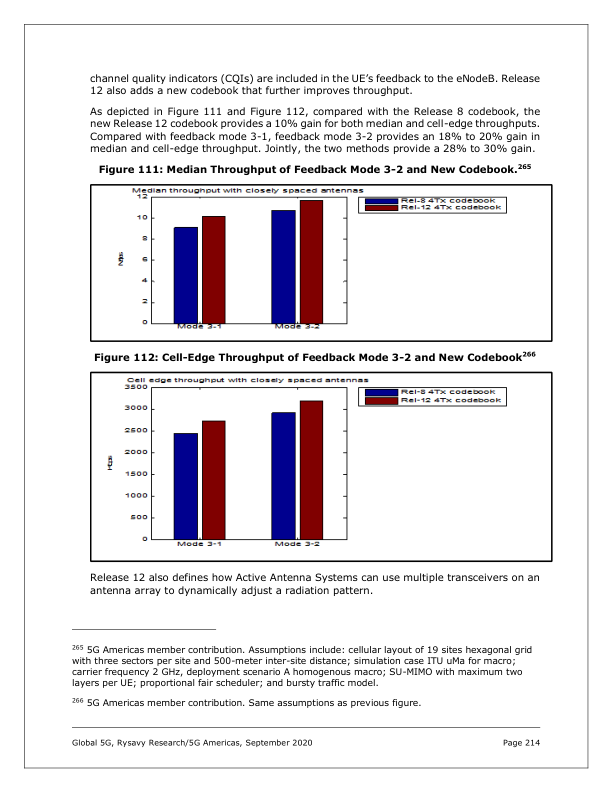 channel quality indicators (CQIs) are included in the UE's feedback to the eNodeB. Release
12 also adds a new codebook that further improves throughput.
As depicted in Figure 111 and Figure 112, compared with the Release 8 codebook, the
new Release 12 codebook provides a 10% gain for both median and cell-edge throughputs.
Compared with feedback mode 3-1, feedback mode 3-2 provides an 18% to 20% gain in
median and cell-edge throughput. Jointly, the two methods provide a 28% to 30% gain.
Figure 111: Median Throughput of Feedback Mode 3-2 and New Codebook.265
Median throughput with closely spaced antennas
12
10
8
6
4
2
0
Mode 3-1
Mode 3-2
Rel-8 4Tx codebook
Rel-12 4Tx codebook
Figure 112: Cell-Edge Throughput of Feedback Mode 3-2 and New Codebook266
Cell edge throughput with closely spaced antennas
3500
3000
2500
2000
1500
1000
500
0
Mode 3-1
Mode 3-2
Rel-8 4Tx codebook
Rel-12 4Tx codebook
Release 12 also defines how Active Antenna Systems can use multiple transceivers on an
antenna array to dynamically adjust a radiation pattern.
265 5G Americas member contribution. Assumptions include: cellular layout of 19 sites hexagonal grid
with three sectors per site and 500-meter inter-site distance; simulation case ITU uMa for macro;
carrier frequency 2 GHz, deployment scenario A homogenous macro; SU-MIMO with maximum two
layers per UE; proportional fair scheduler; and bursty traffic model.
266 5G Americas member contribution. Same assumptions as previous figure.
Global 5G, Rysavy Research/5G Americas, September 2020
Page 214